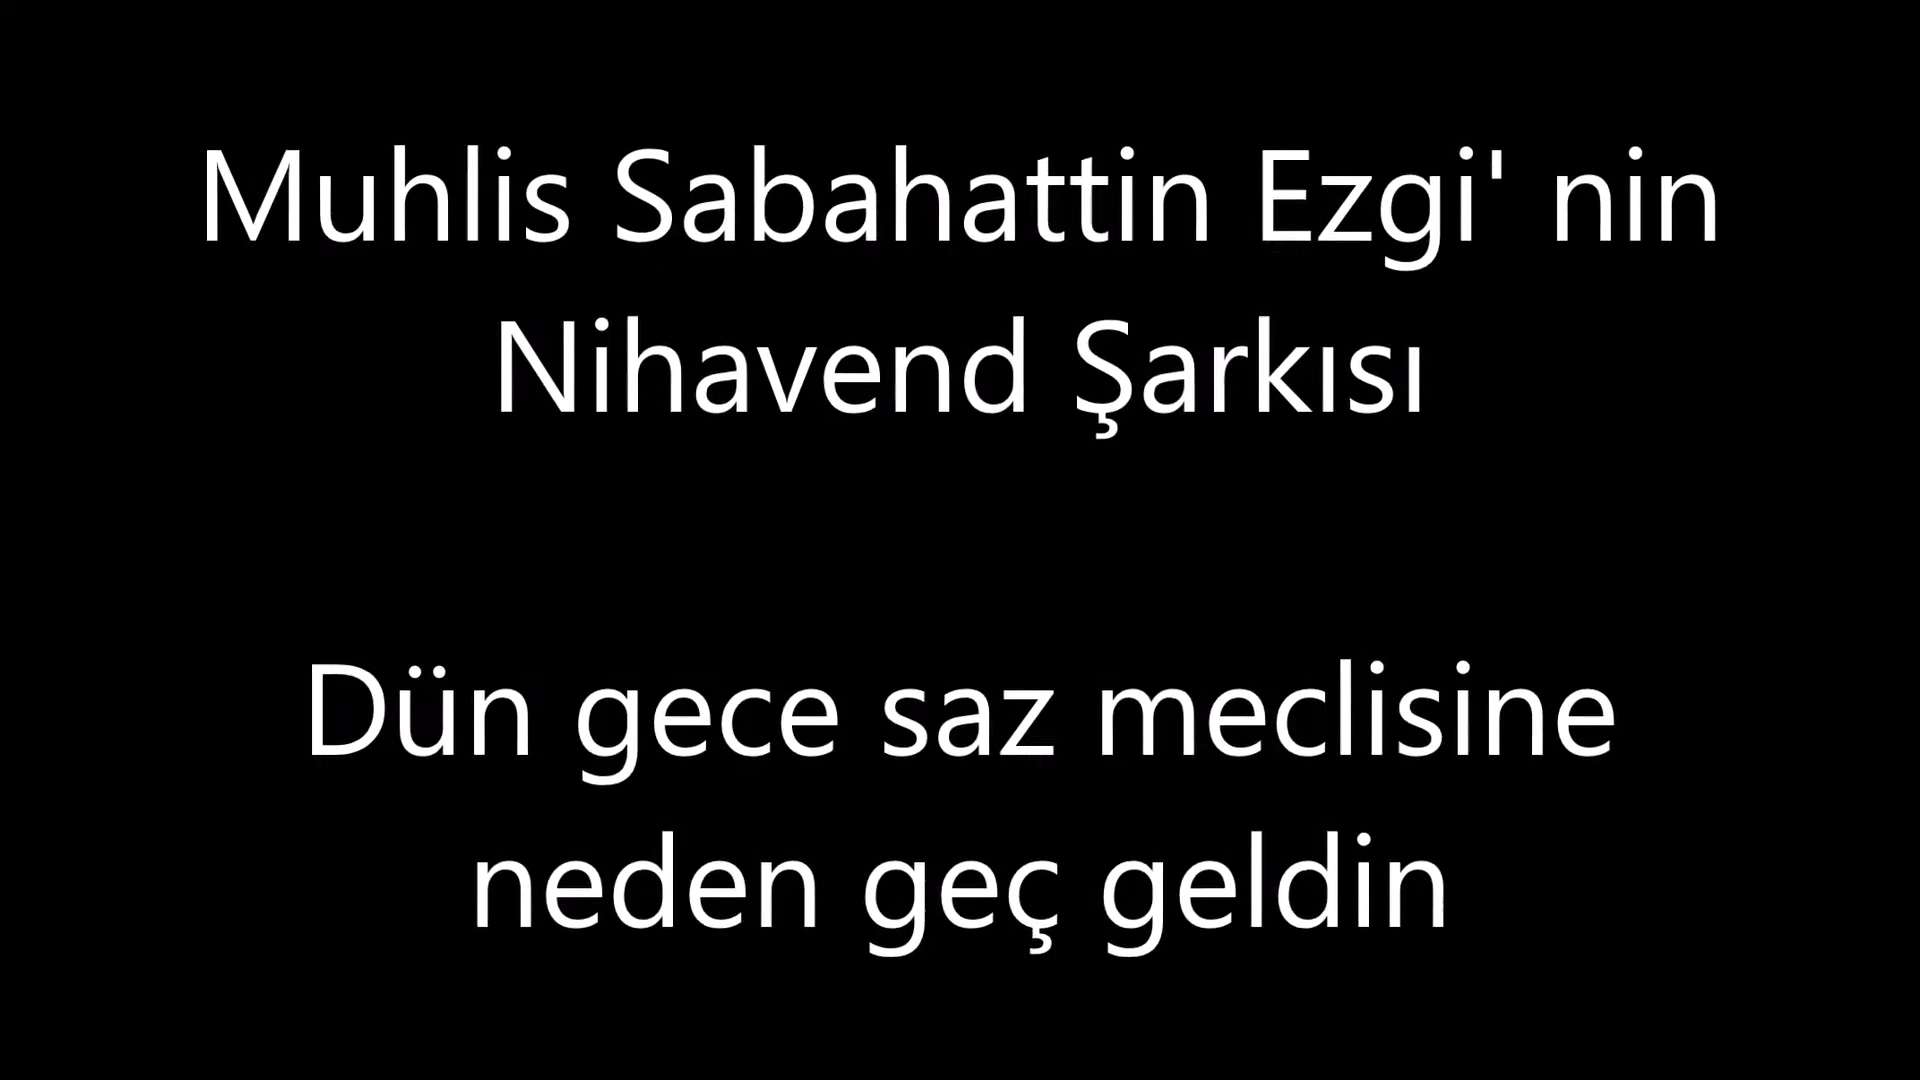 Muhlis Sabahattin Ezgi' nin
Nihavend Şarkısı
Dün gece saz meclisine
neden geç geldin